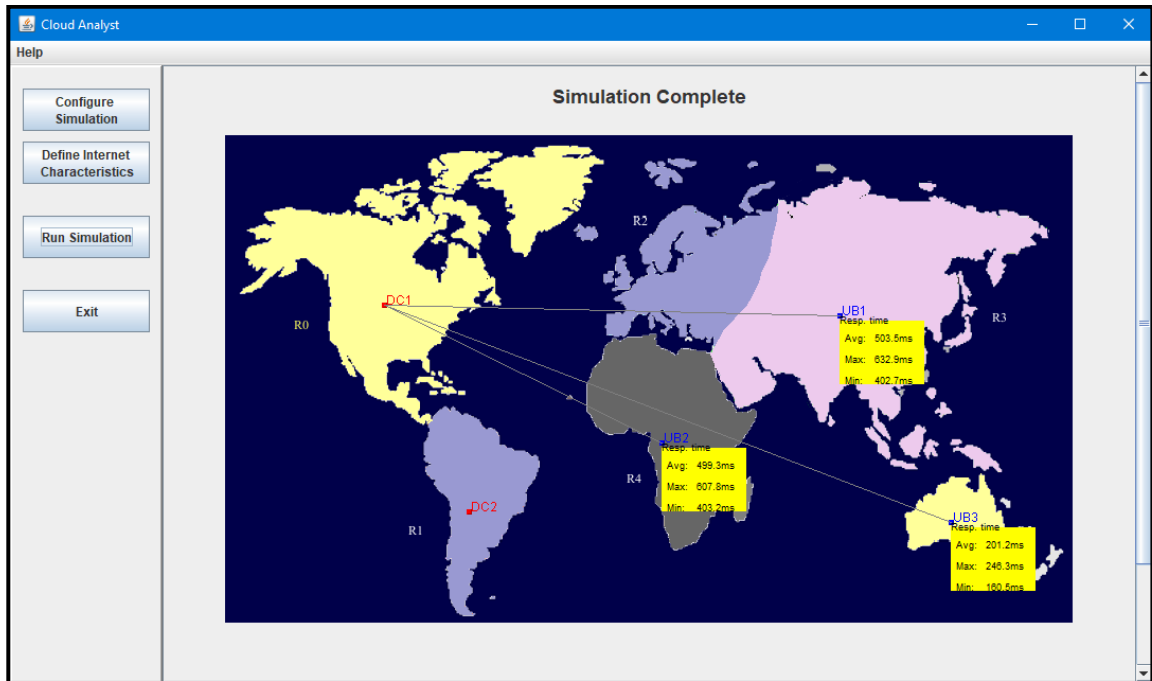 Cloud Analyst
Help
Configure
Simulation
Define Internet
Characteristics
Run Simulation
Exit
Simulation Complete
R2
DC1
R0
UB1
Resp. time
Avg: 503.5ms
Max: 632.9ms
Min: 402.7ms
R3
UB2
Resp. time
Avg: 499.3ms
Max: 607.8ms
Min: 403.2ms
R4
DC2
R1
UB3
Resp. time
Avg: 201.2ms
Max: 246.3ms
Min: 160.5ms